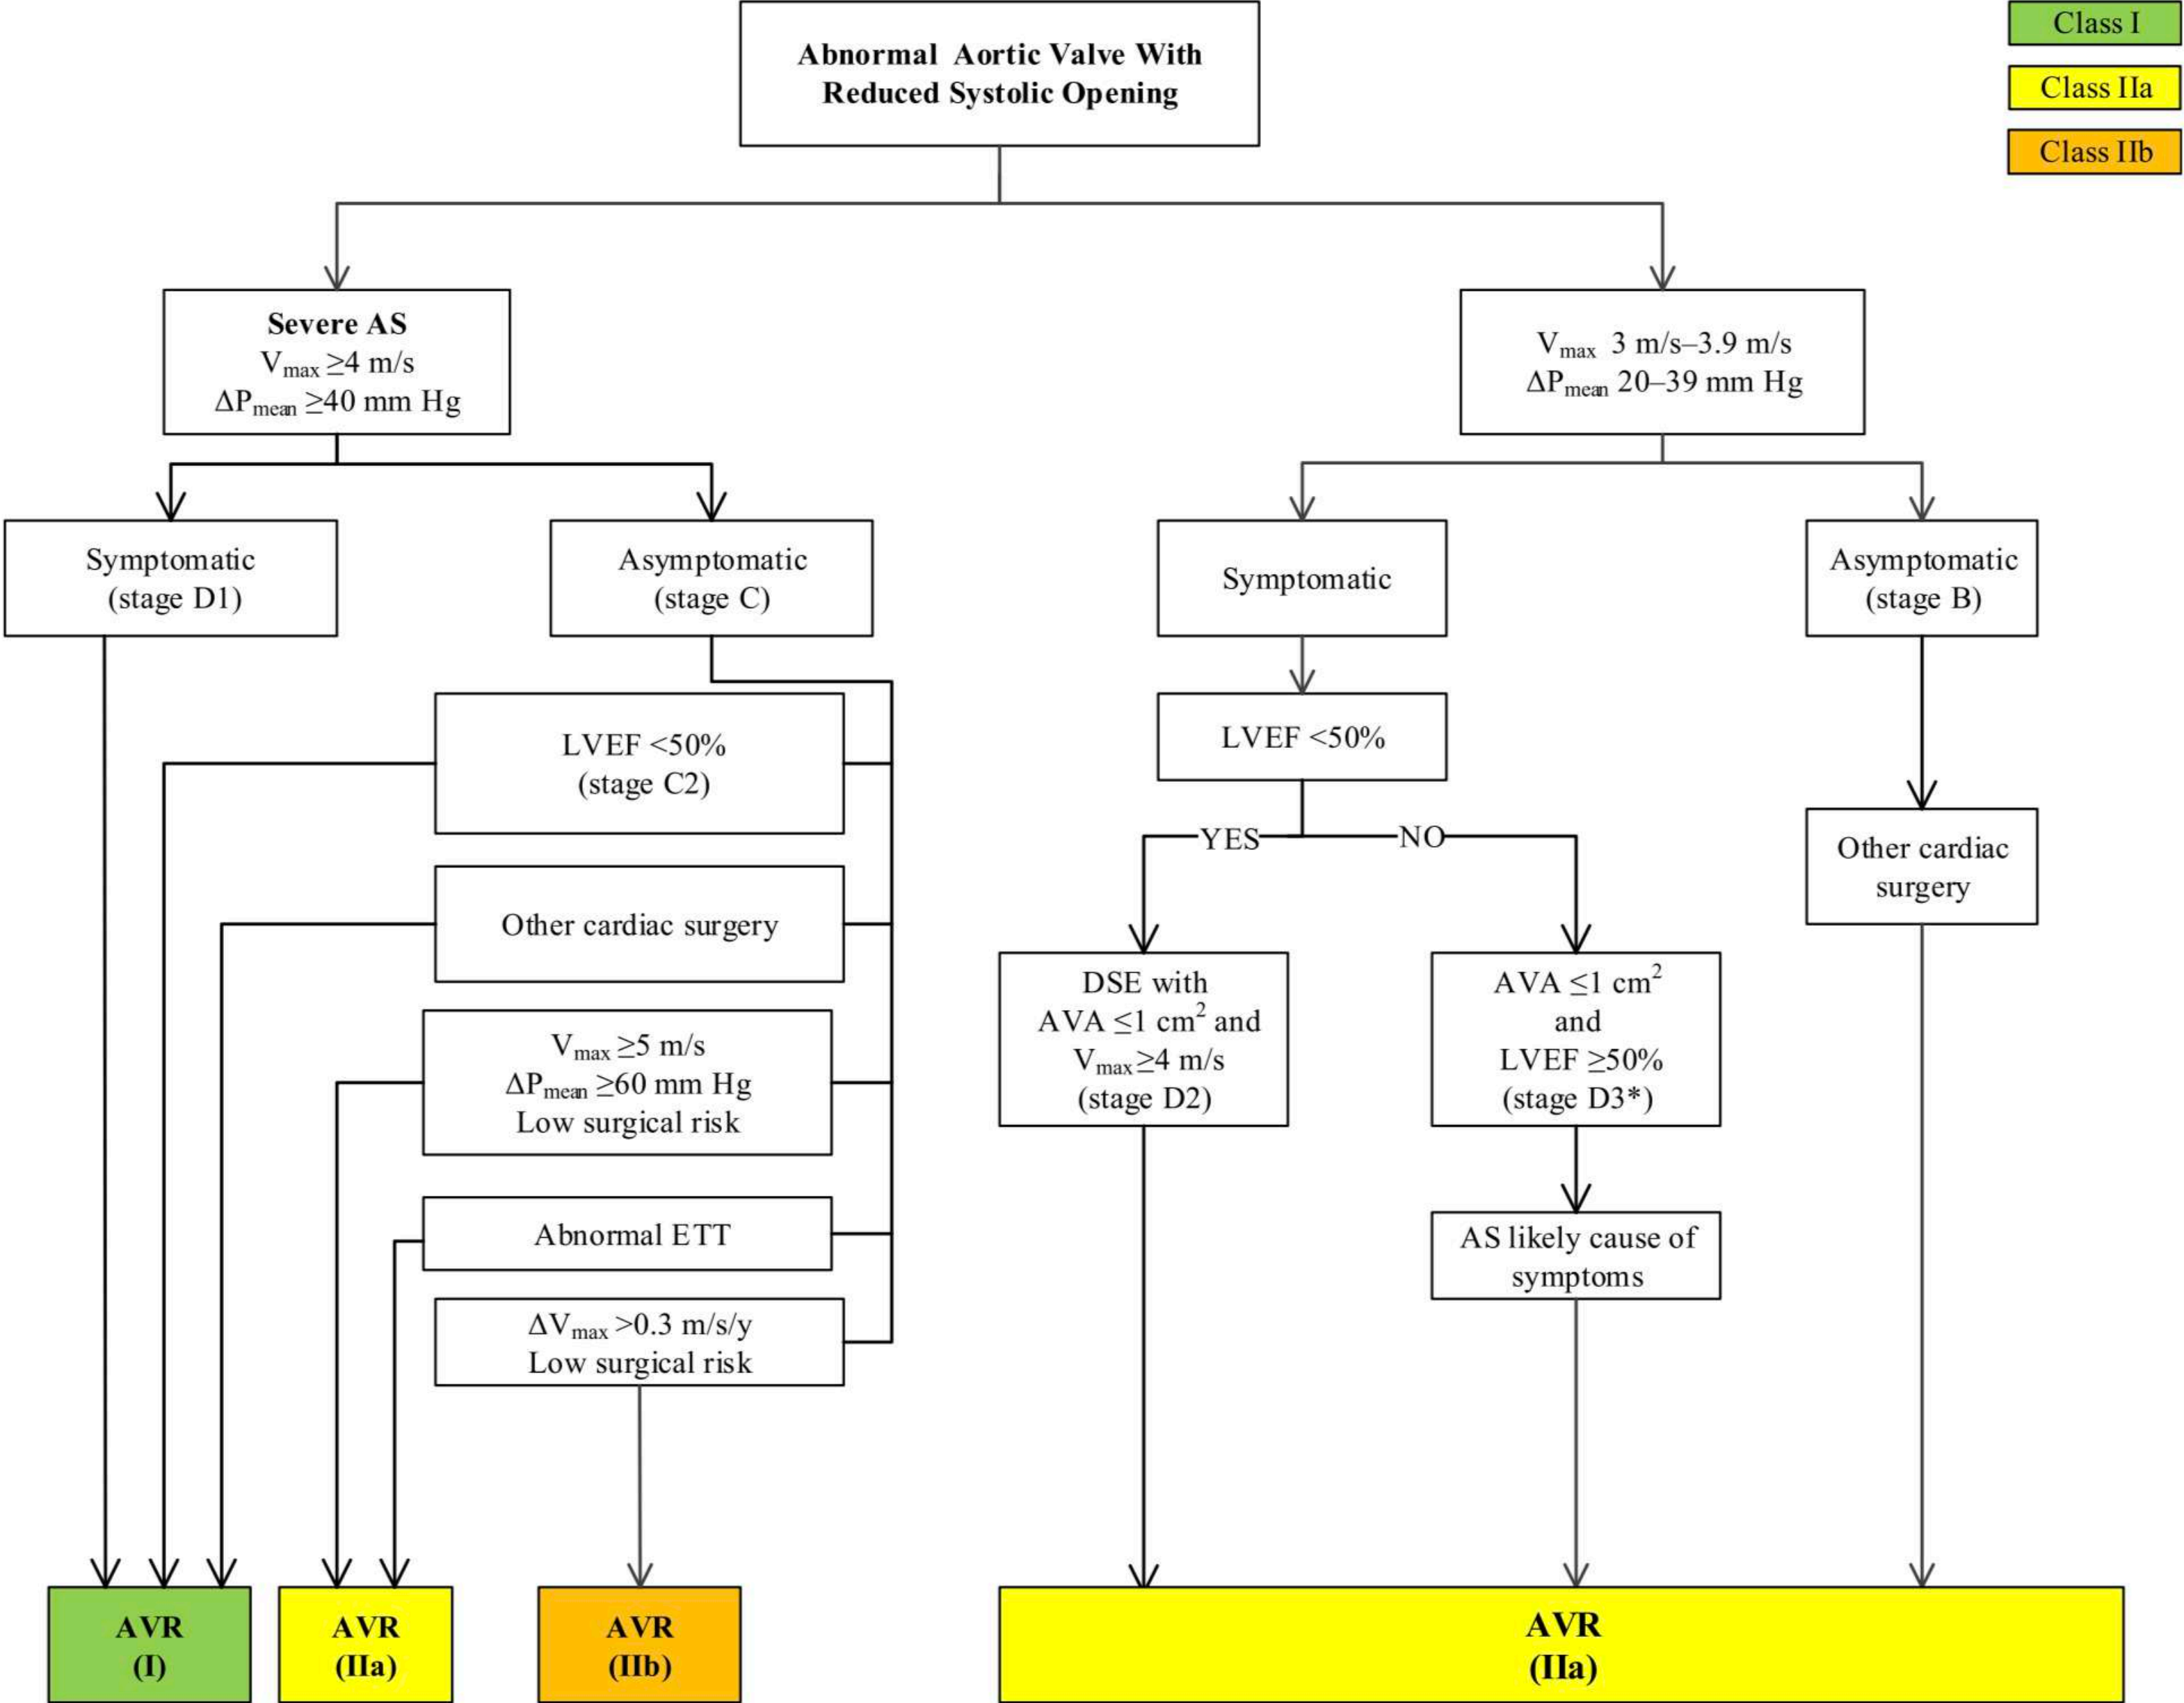 Abnormal Aortic Valve With
Reduced Systolic Opening
Class I
Class IIa
Class IIb
Severe AS
Vmax ≥4 m/s
ΔPmean ≥40 mm Hg
Vmax 3 m/s–3.9 m/s
ΔPmean 20–39 mm Hg
Symptomatic
(stage D1)
Asymptomatic
(stage C)
Symptomatic
Asymptomatic
(stage B)
LVEF <50%
(stage C2)
LVEF <50%
YES
NO
Other cardiac
surgery
Other cardiac surgery
DSE with
AVA ≤1 cm² and
Vmax ≥4 m/s
(stage D2)
AVA ≤1 cm²
and
LVEF ≥50%
(stage D3*)
Vmax ≥5 m/s
ΔPmean ≥60 mm Hg
Low surgical risk
Abnormal ETT
AS likely cause of
symptoms
ΔVmax >0.3 m/s/y
Low surgical risk
AVR
(I)
AVR
(IIa)
AVR
(IIb)
AVR
(IIa)